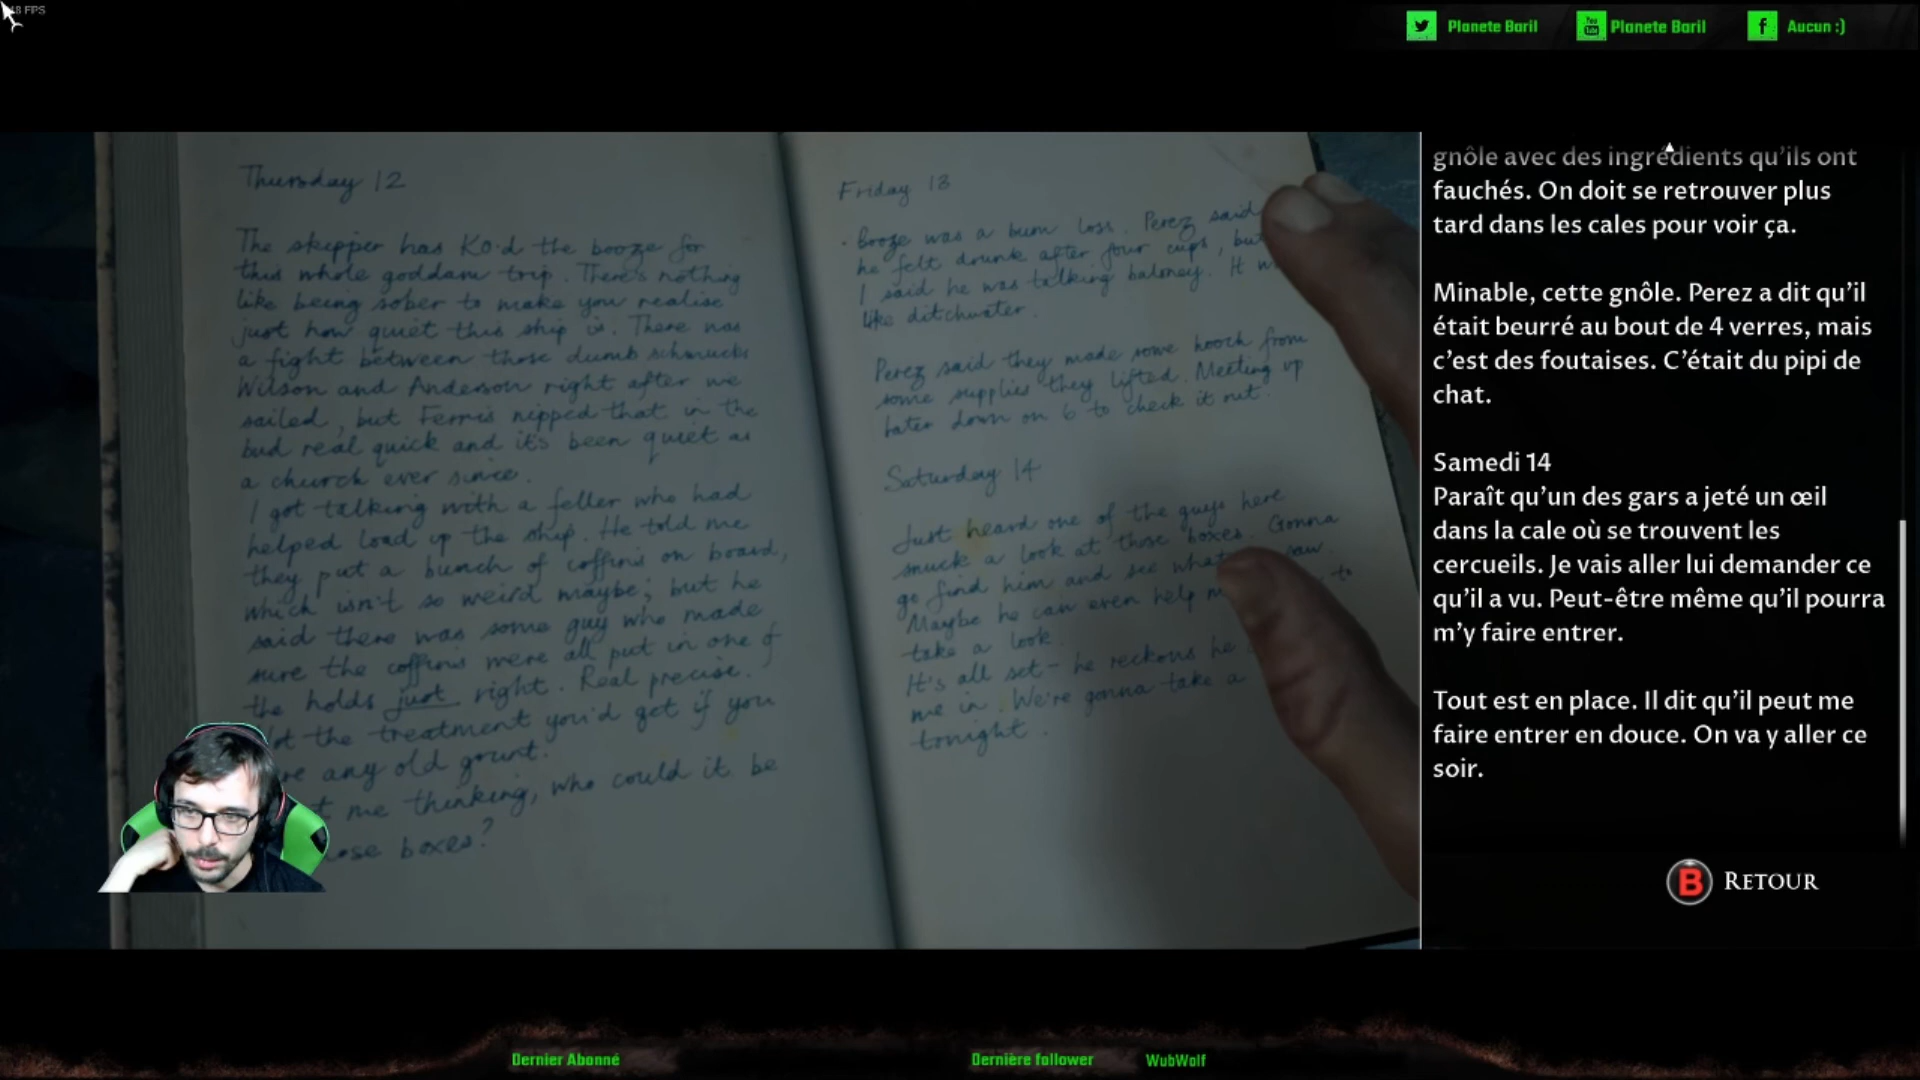 48 FPS
Planete Baril
You Tube
Planete Baril
f
Aucun :)
Thursday 12
The skipper has KO'd the booze for
this whole goddam trip. There's nothing
like being sober to make you realise
just how quiet this ship is. There was
a fight between those dumb schmucks
Wilson and Anderson right after we
sailed, but Ferris nipped that in the
bud real quick and it's been quiet as
a church ever since.
I got talking with a feller who had
helped load up the ship. He told me
they put a bunch of coffins on board,
which isn't so weird maybe; but he
said there was some guy who made
sure the coffins were all put in one of
the holds just right. Real precise.
the treatment you'd get if you
any old grunt.
me thinking, who could it be
boxes?
Friday 13
Booze was a bum loss. Perez said
he felt drunk after four cups, but
I said he was talking baloney. It
like ditchwater.
Perez said they made some hooch from
some supplies they lifted. Meeting up
later down on 6 to check it out.
Saturday 14
Just heard one of the guys here
snuck a look at those boxes. Gonna
go find him and see what saw.
Maybe he can even help to
take a look.
It's all set - he reckons he
me in. We're gonna take a
tonight.
gnôle avec des ingrédients qu'ils ont
fauchés. On doit se retrouver plus
tard dans les cales pour voir ça.
Minable, cette gnôle. Perez a dit qu'il
était beurré au bout de 4 verres, mais
c'est des foutaises. C'était du pipi de
chat.
Samedi 14
Paraît qu'un des gars a jeté un œil
dans la cale où se trouvent les
cercueils. Je vais aller lui demander ce
qu'il a vu. Peut-être même qu'il pourra
m'y faire entrer.
Tout est en place. Il dit qu'il peut me
faire entrer en douce. On va y aller ce
soir.
B RETOUR
Dernier Abonné
Dernière follower
WubWolf